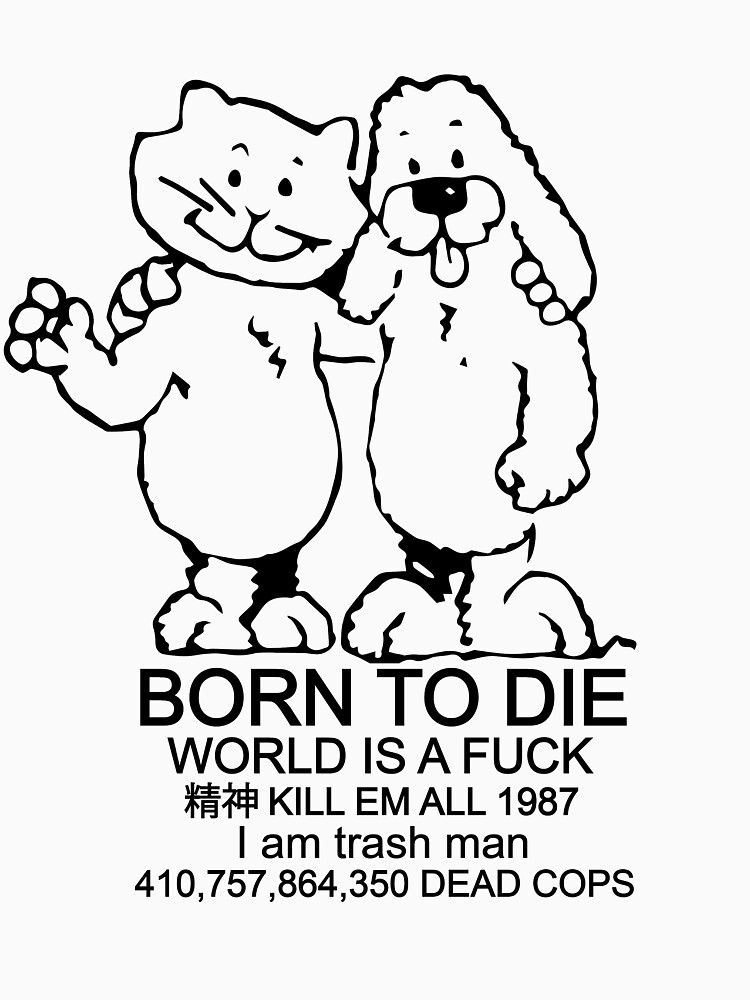 BORN TO DIE
WORLD IS A FUCK
精神 KILL EM ALL 1987
I am trash man
410,757,864,350 DEAD COPS